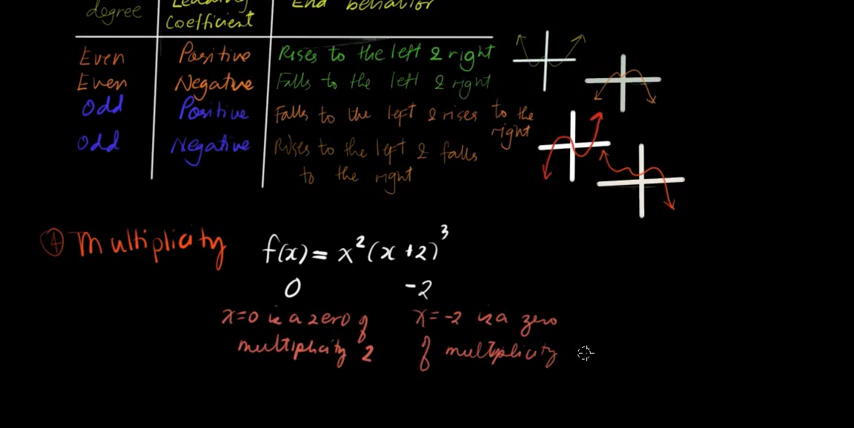 degree Leading Coefficient End behavior
Even Positive Rises to the left & right
Even Negative Falls to the left & right
Odd Positive Falls to the left & rises to the right
Odd Negative Rises to the left & falls to the right
④ Multiplicity f(x) = x²(x+2)³
0 -2
x=0 is a zero of x=-2 is a zero
multiplicity 2 of multiplicity